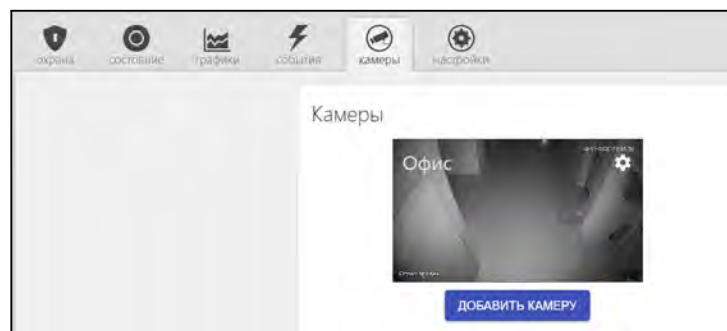 охрана
состояние
графики
события
камеры
настройки
Камеры
Офис
ДОБАВИТЬ КАМЕРУ